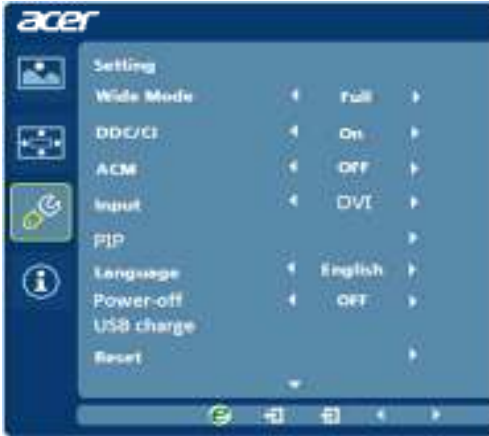 acer
Setting
Wide Mode Full
DDC/CI On
ACM OFF
Input DVI
PIP
Language English
Power-off OFF
USB charge
Reset